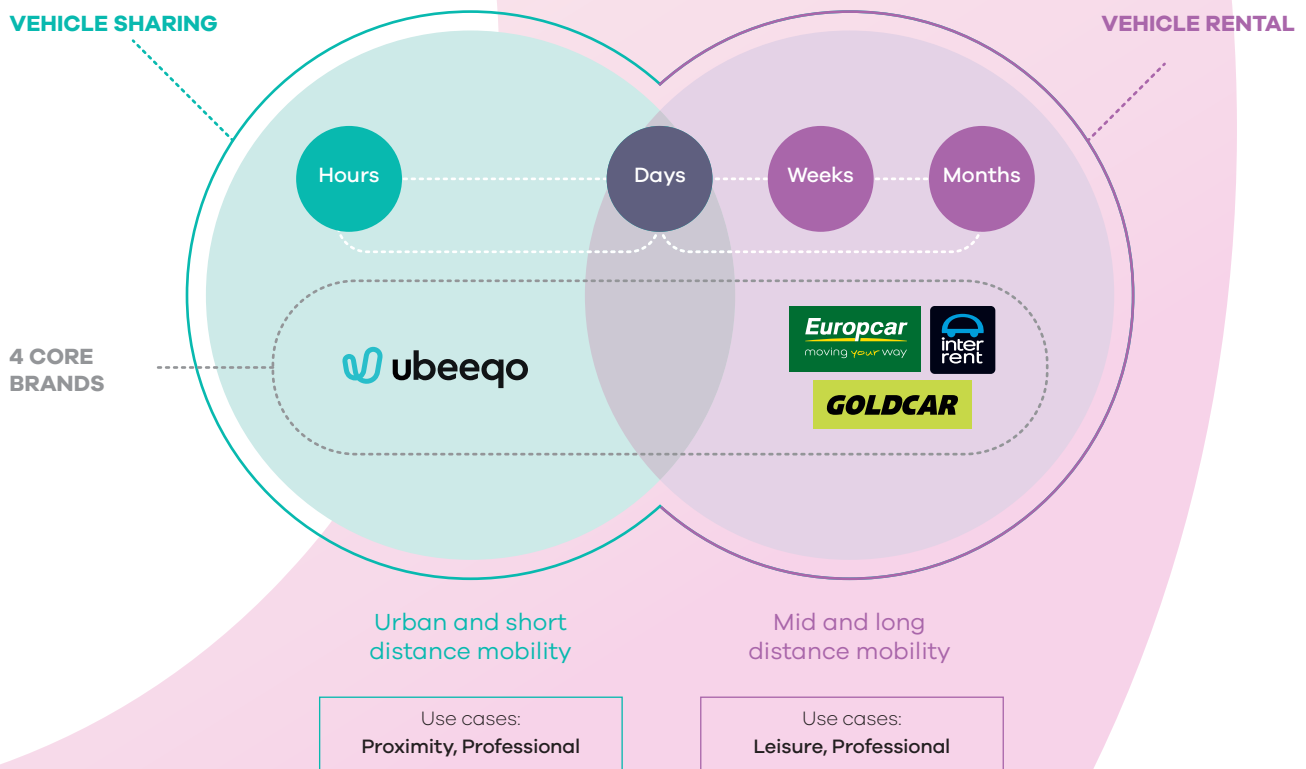 VEHICLE SHARING
VEHICLE RENTAL
Hours
Days
Weeks
Months
4 CORE
BRANDS
ubeeqo
Europcar
moving your way
inter
rent
GOLDCAR
Urban and short
distance mobility
Mid and long
distance mobility
Use cases:
Proximity, Professional
Use cases:
Leisure, Professional